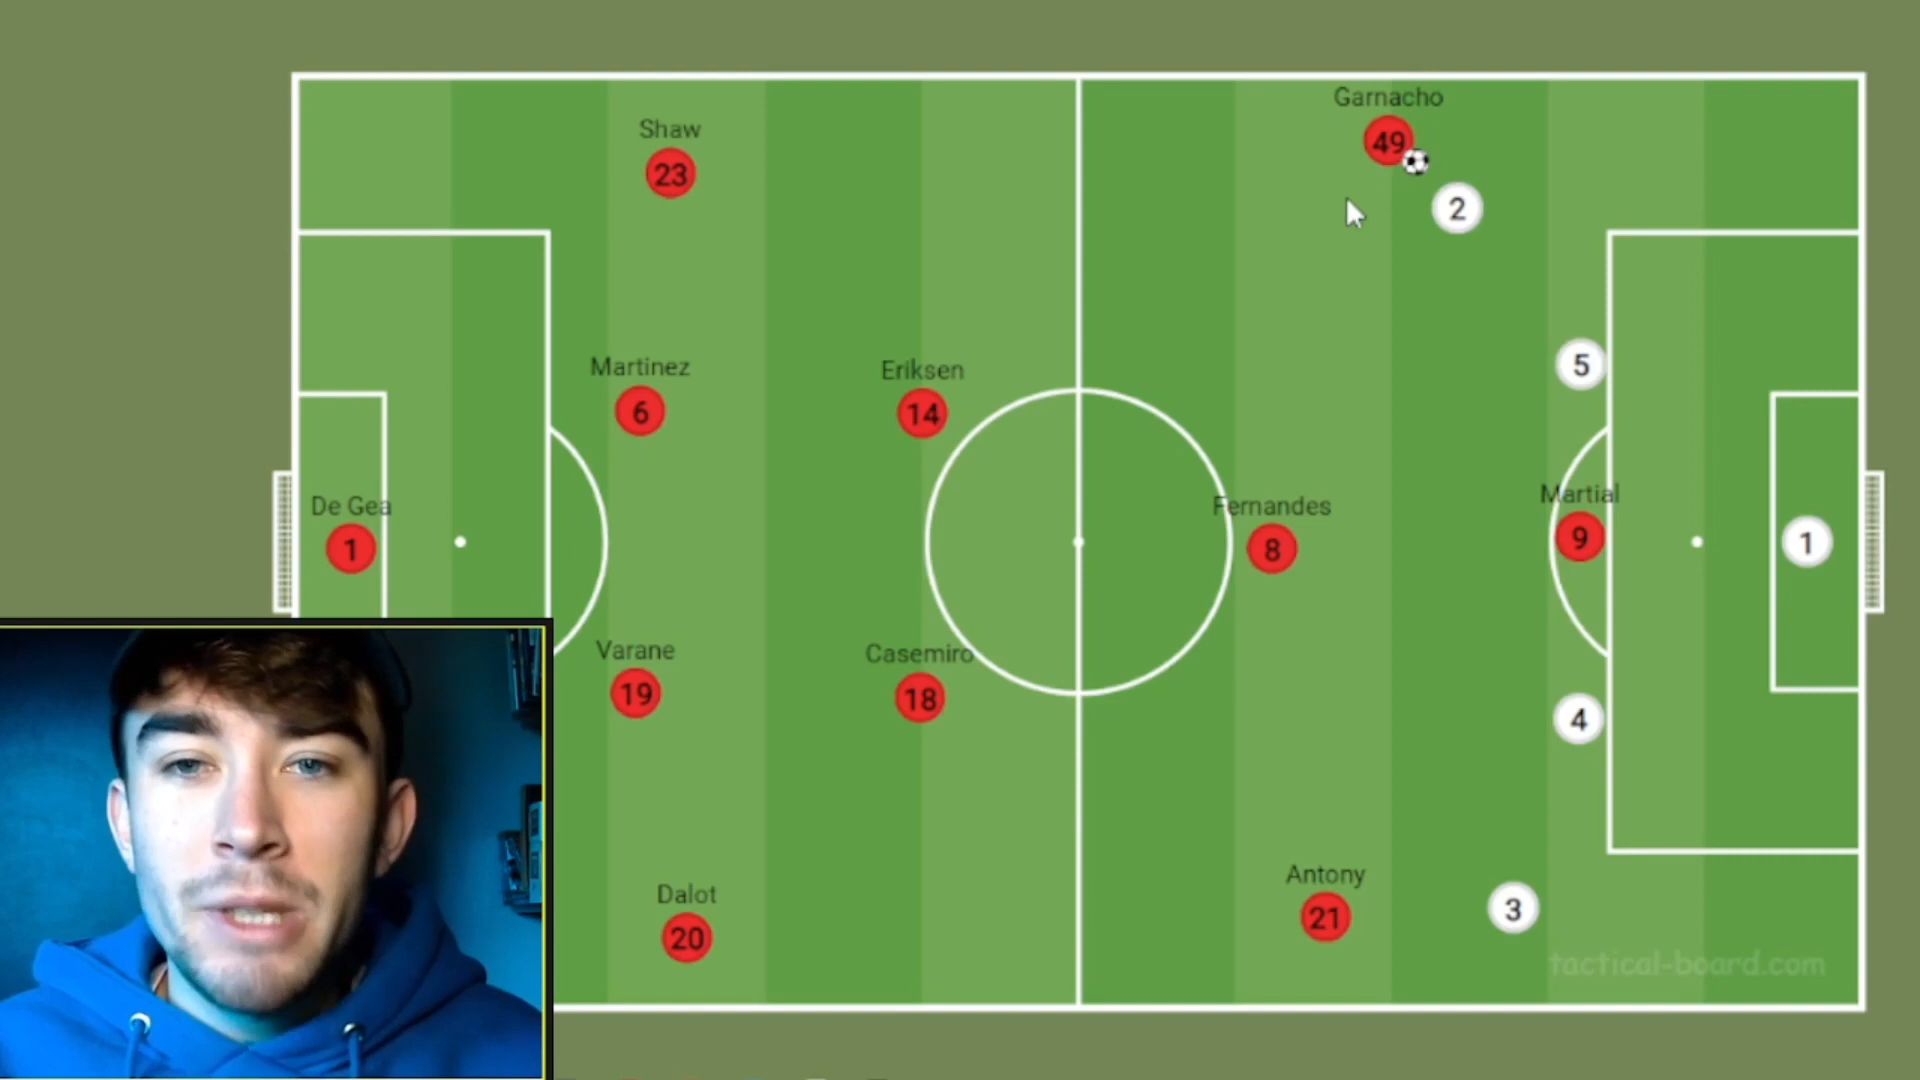 Garnacho
49
Shaw
23
2
Martinez
6
Eriksen
14
5
De Gea
1
Fernandes
8
Martial
9
1
Varane
19
Casemiro
18
4
Dalot
20
Antony
21
3
tactical-board.com